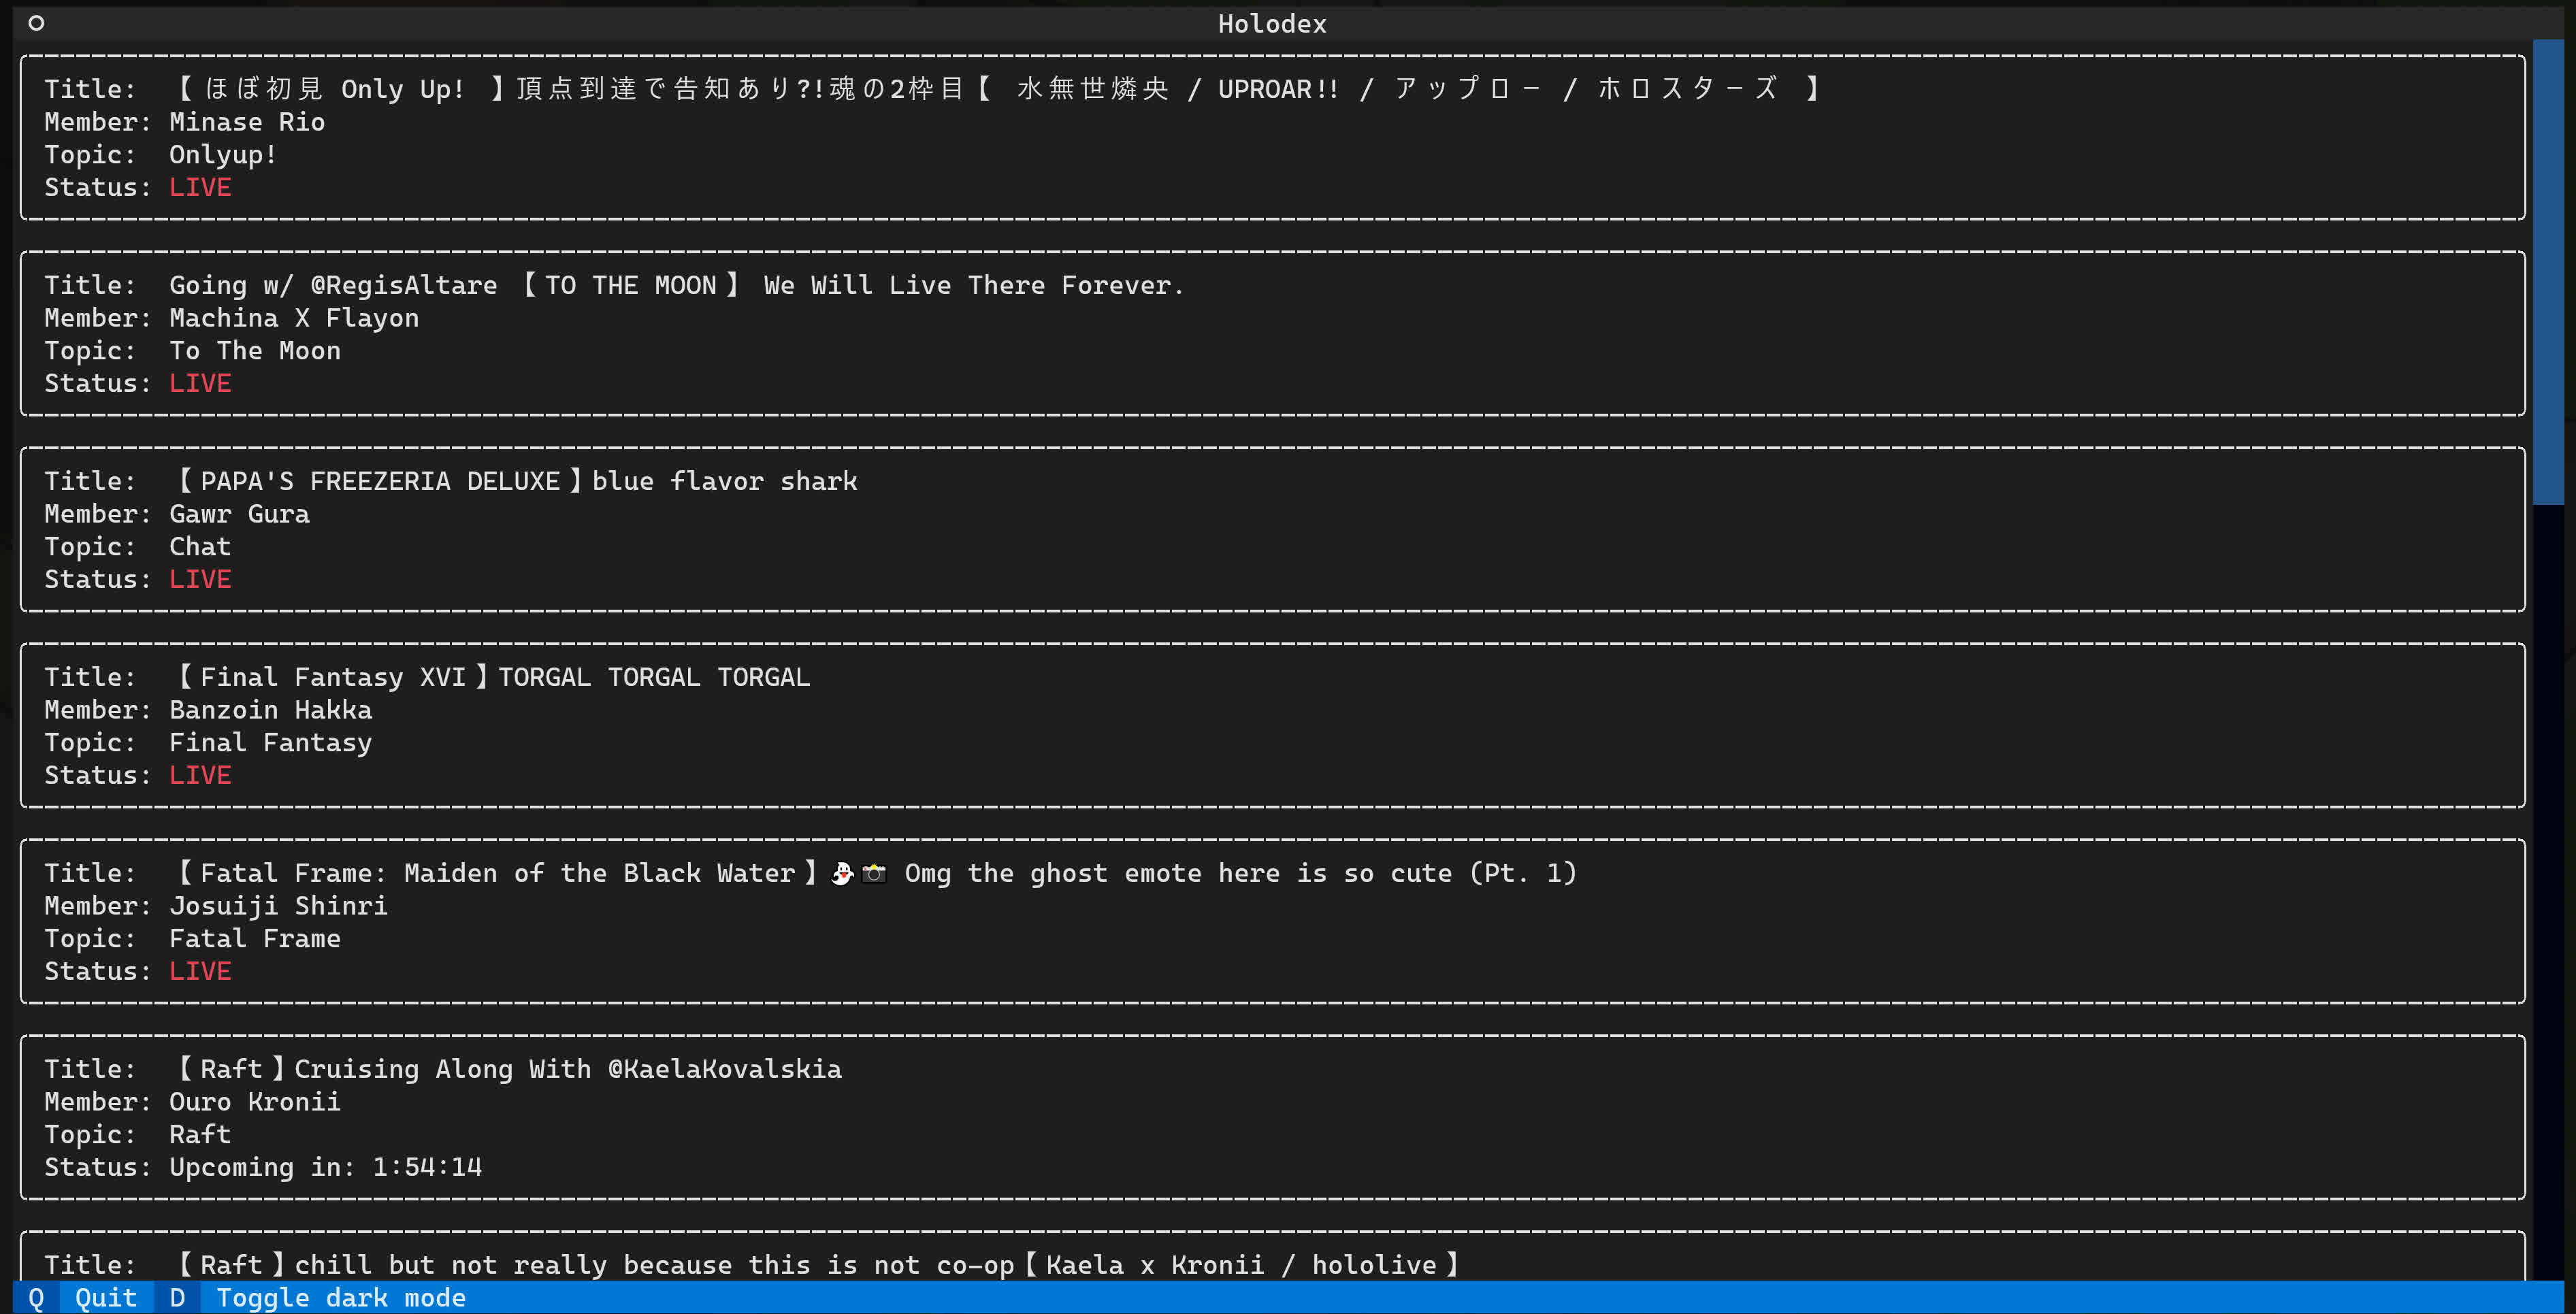 Holodex
Title: 【ほぼ初見 Only Up! 】頂点到達で告知あり?!魂の2枠目【 水無世燐央 / UPROAR!! / アップロー / ホロスターズ 】
Member: Minase Rio
Topic: Onlyup!
Status: LIVE
Title: Going w/ @RegisAltare 【TO THE MOON】 We Will Live There Forever.
Member: Machina X Flayon
Topic: To The Moon
Status: LIVE
Title: 【PAPA'S FREEZERIA DELUXE】blue flavor shark
Member: Gawr Gura
Topic: Chat
Status: LIVE
Title: 【Final Fantasy XVI】TORGAL TORGAL TORGAL
Member: Banzoin Hakka
Topic: Final Fantasy
Status: LIVE
Title: 【Fatal Frame: Maiden of the Black Water】👻📷 Omg the ghost emote here is so cute (Pt. 1)
Member: Josuiji Shinri
Topic: Fatal Frame
Status: LIVE
Title: 【Raft】Cruising Along With @KaelaKovalskia
Member: Ouro Kronii
Topic: Raft
Status: Upcoming in: 1:54:14
Title: 【Raft】chill but not really because this is not co-op【Kaela x Kronii / hololive】
Q Quit D Toggle dark mode